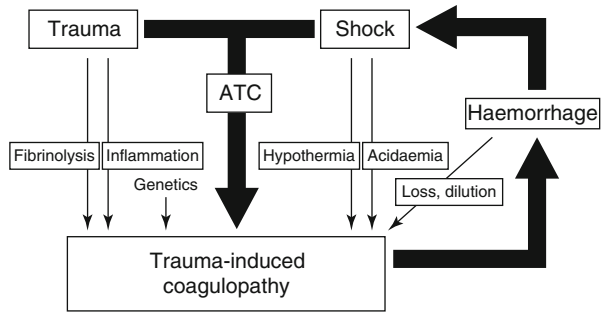 Trauma
Shock
ATC
Haemorrhage
Fibrinolysis
Inflammation
Hypothermia
Acidaemia
Genetics
Loss, dilution
Trauma-induced
coagulopathy